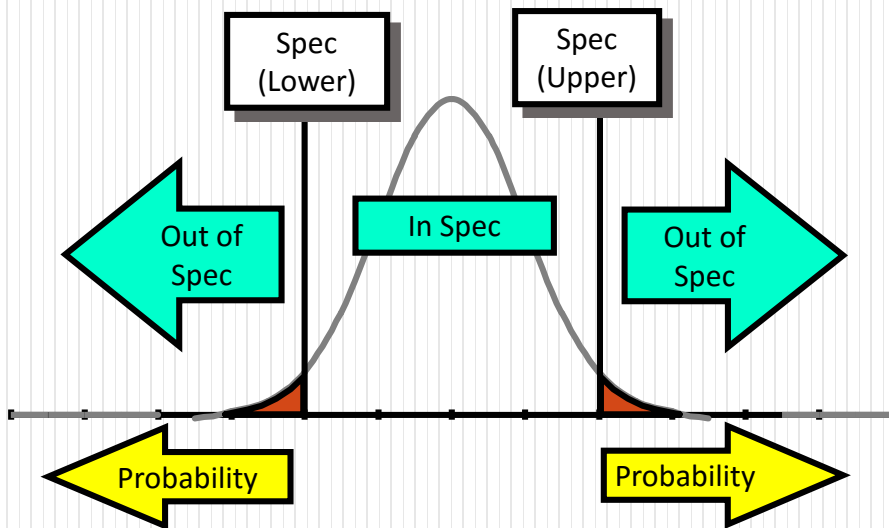 Spec
(Lower)
Spec
(Upper)
Out of
Spec
In Spec
Out of
Spec
Probability
Probability